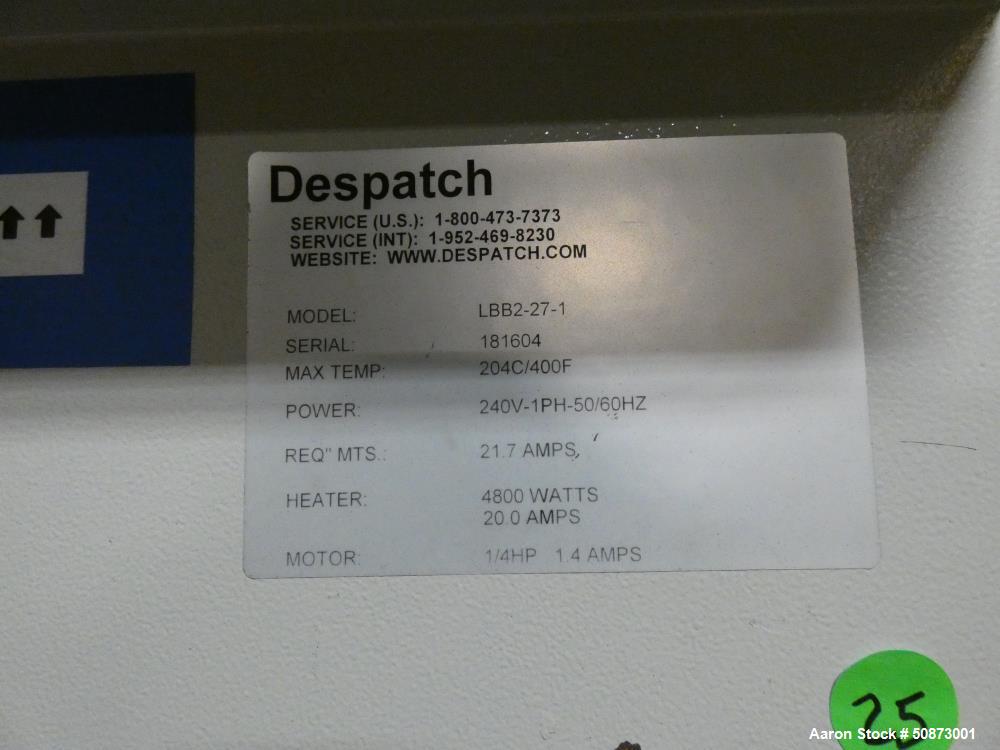 Despatch
SERVICE (U.S.): 1-800-473-7373
SERVICE (INT): 1-952-469-8230
WEBSITE: WWW.DESPATCH.COM
MODEL: LBB2-27-1
SERIAL: 181604
MAX TEMP: 204C/400F
POWER: 240V-1PH-50/60HZ
REQ" MTS.: 21.7 AMPS
HEATER: 4800 WATTS
20.0 AMPS
MOTOR: 1/4HP 1.4 AMPS
25
Aaron Stock # 50873001